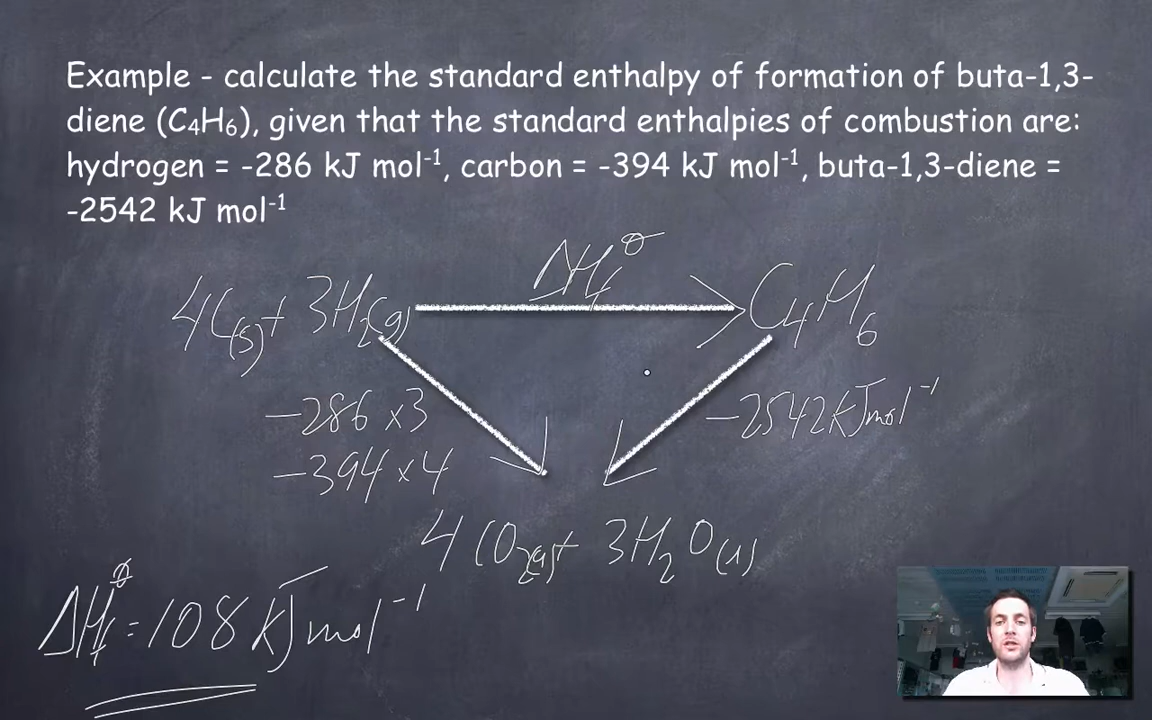 Example - calculate the standard enthalpy of formation of buta-1,3-
diene (C₄H₆), given that the standard enthalpies of combustion are:
hydrogen = -286 kJ mol⁻¹, carbon = -394 kJ mol⁻¹, buta-1,3-diene =
-2542 kJ mol⁻¹
ΔHf°
4C(s) + 3H₂(g)
C₄H₆
-286 x 3
-2542 kJmol⁻¹
-394 x 4
4CO₂(g) + 3H₂O(l)
ΔHf° = 108 kJ mol⁻¹